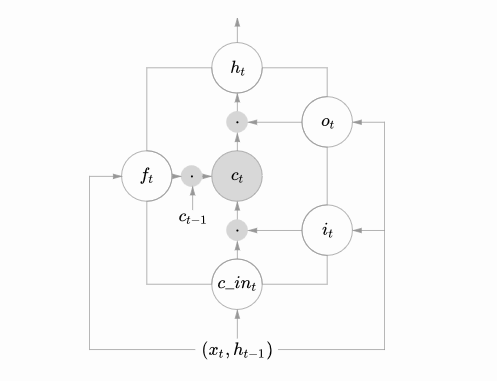 h_t
·
o_t
f_t
·
c_t
c_{t−1}
·
i_t
c_in_t
(x_t, h_{t−1})